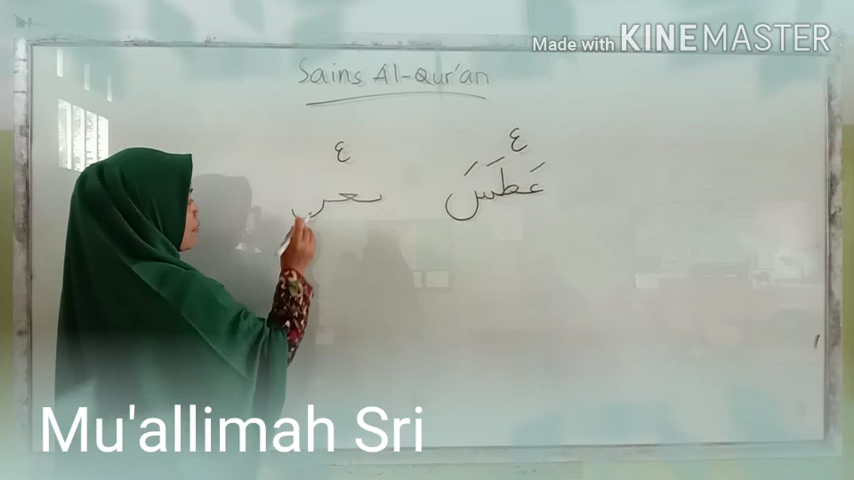 Made with KINEMASTER
Sains Al-Qur'an
ع ع
عَطَسَ
Mu'allimah Sri